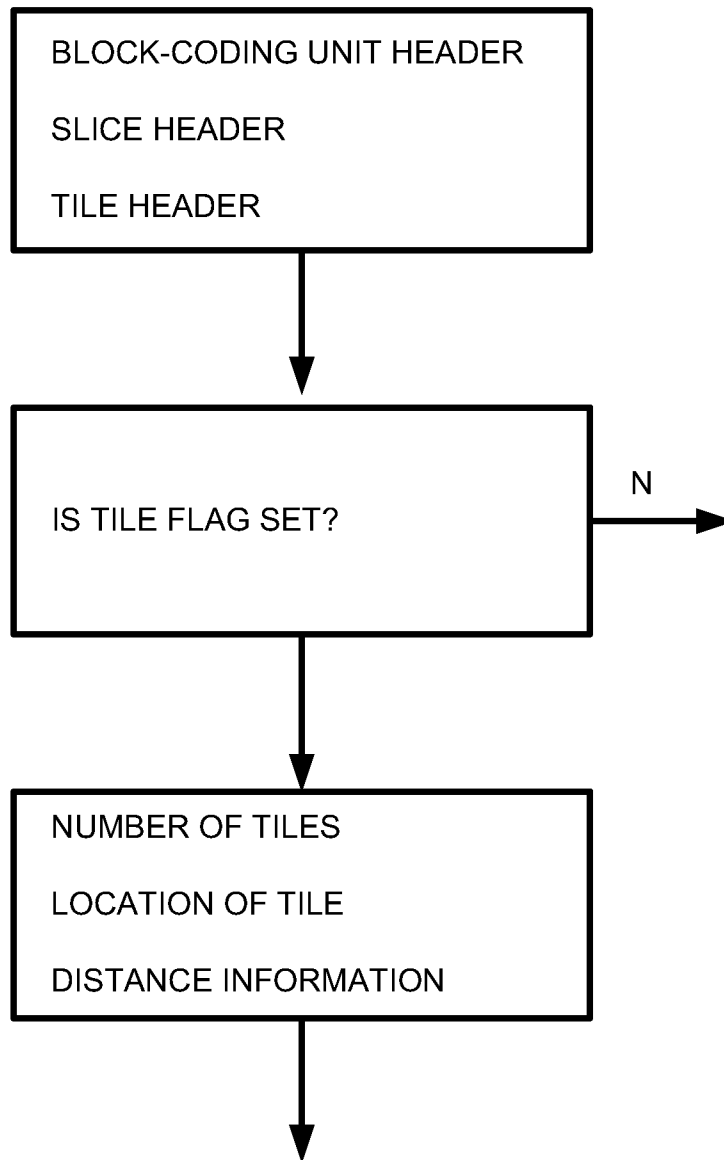 BLOCK-CODING UNIT HEADER
SLICE HEADER
TILE HEADER
IS TILE FLAG SET?
N
NUMBER OF TILES
LOCATION OF TILE
DISTANCE INFORMATION